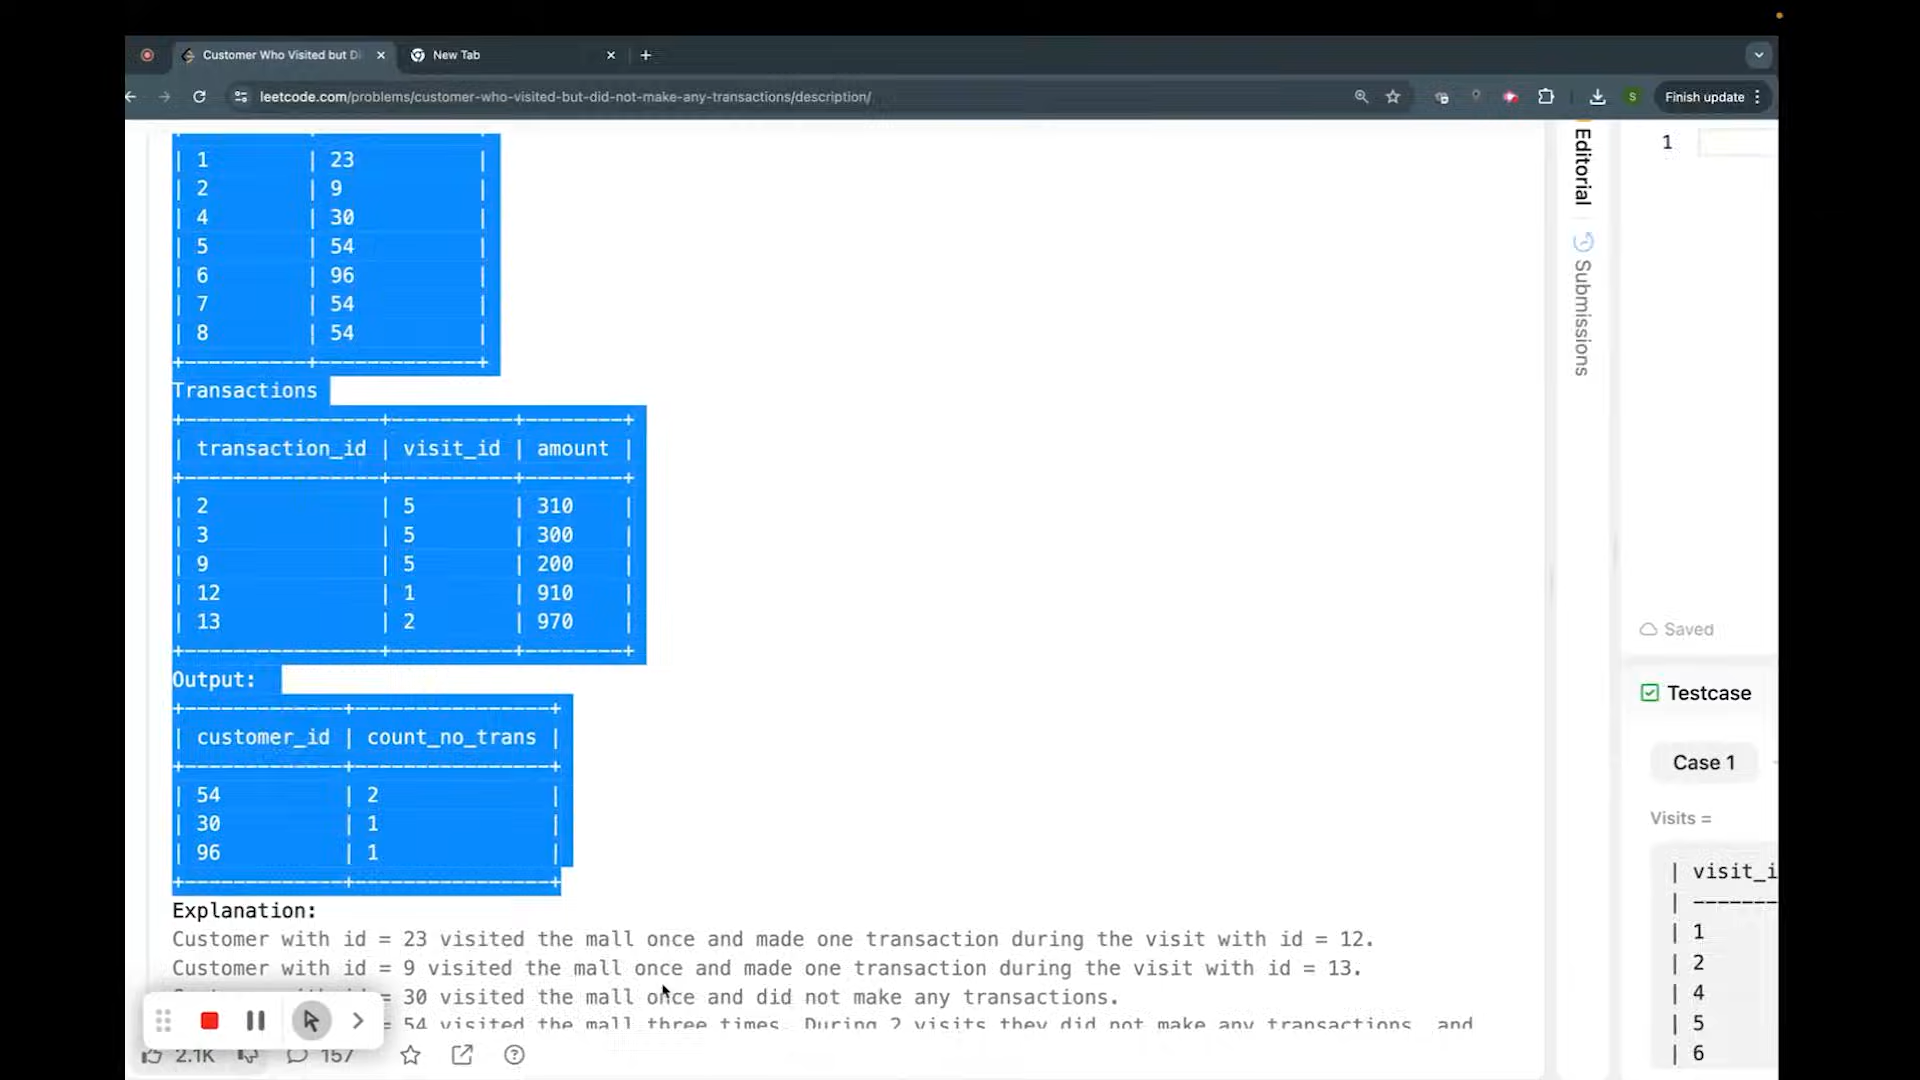 Customer Who Visited but Di
New Tab
leetcode.com/problems/customer-who-visited-but-did-not-make-any-transactions/description/
S
Finish update
| 1 | 23 |
| 2 | 9 |
| 4 | 30 |
| 5 | 54 |
| 6 | 96 |
| 7 | 54 |
| 8 | 54 |
Transactions
| transaction_id | visit_id | amount |
| 2 | 5 | 310 |
| 3 | 5 | 300 |
| 9 | 5 | 200 |
| 12 | 1 | 910 |
| 13 | 2 | 970 |
Output:
| customer_id | count_no_trans |
| 54 | 2 |
| 30 | 1 |
| 96 | 1 |
Explanation:
Customer with id = 23 visited the mall once and made one transaction during the visit with id = 12.
Customer with id = 9 visited the mall once and made one transaction during the visit with id = 13.
= 30 visited the mall once and did not make any transactions.
= 54 visited the mall three times. During 2 visits they did not make any transactions, and
2.1K
157
Editorial
Submissions
1
Saved
Testcase
Case 1
Visits =
| visit_i
| 1
| 2
| 4
| 5
| 6